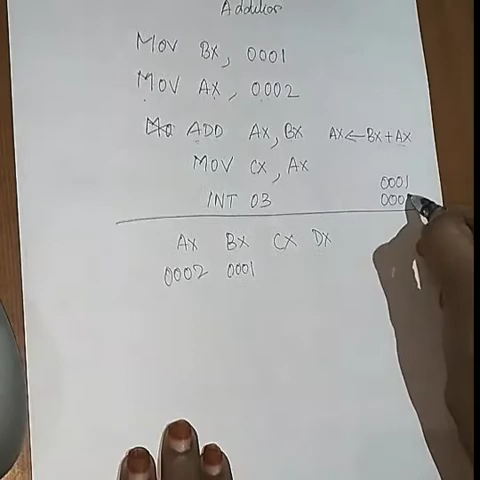 Addition
MOV BX, 0001
MOV AX, 0002
ADD AX, BX AX←BX+AX
MOV CX, AX
0001
INT 03 000
AX BX CX DX
0002 0001